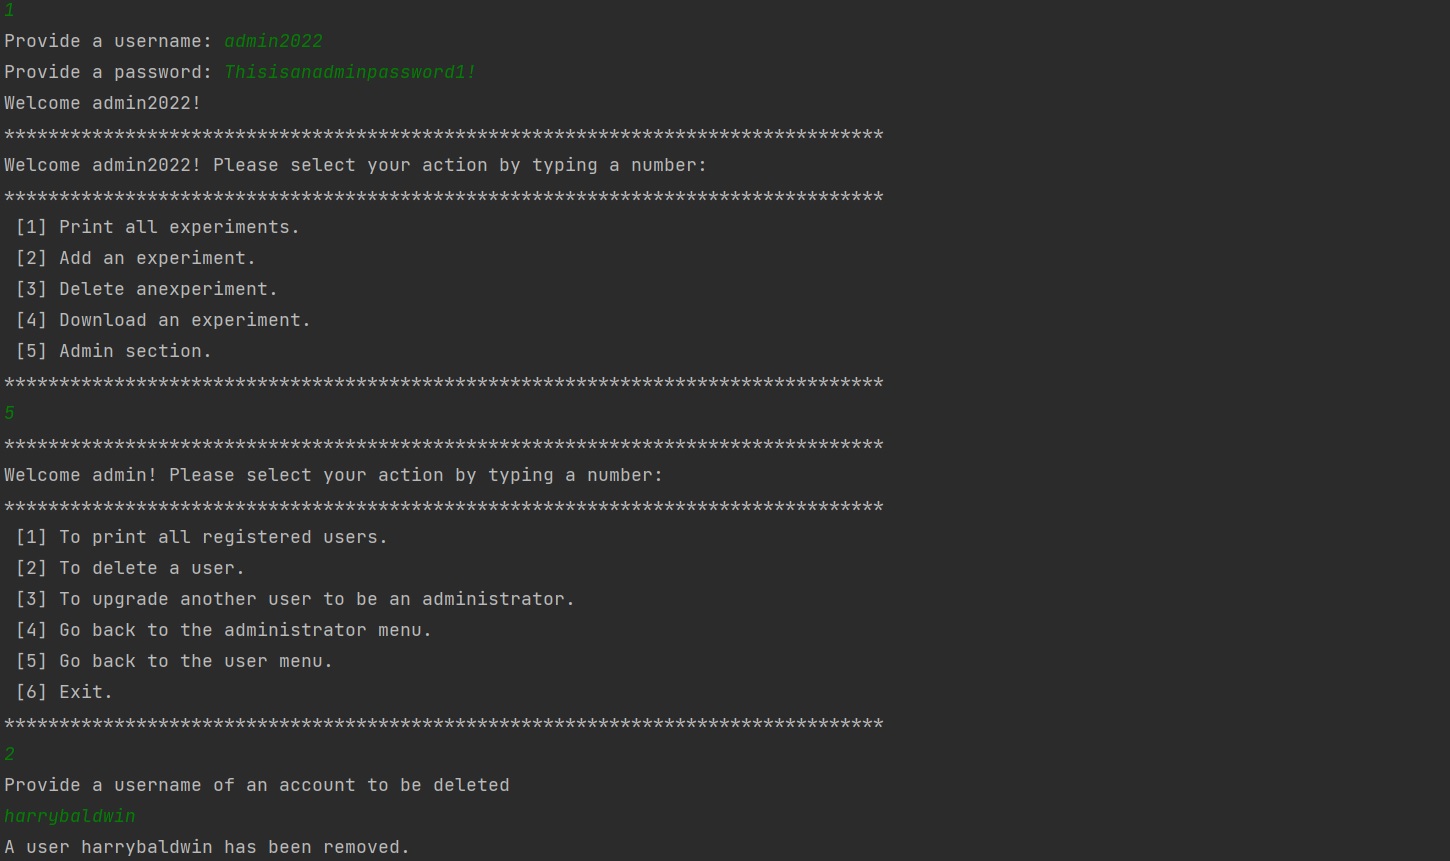 1
Provide a username: admin2022
Provide a password: Thisisanadminpassword1!
Welcome admin2022!
********************************************************************************
Welcome admin2022! Please select your action by typing a number:
********************************************************************************
[1] Print all experiments.
[2] Add an experiment.
[3] Delete anexperiment.
[4] Download an experiment.
[5] Admin section.
********************************************************************************
5
********************************************************************************
Welcome admin! Please select your action by typing a number:
********************************************************************************
[1] To print all registered users.
[2] To delete a user.
[3] To upgrade another user to be an administrator.
[4] Go back to the administrator menu.
[5] Go back to the user menu.
[6] Exit.
********************************************************************************
2
Provide a username of an account to be deleted
harrybaldwin
A user harrybaldwin has been removed.